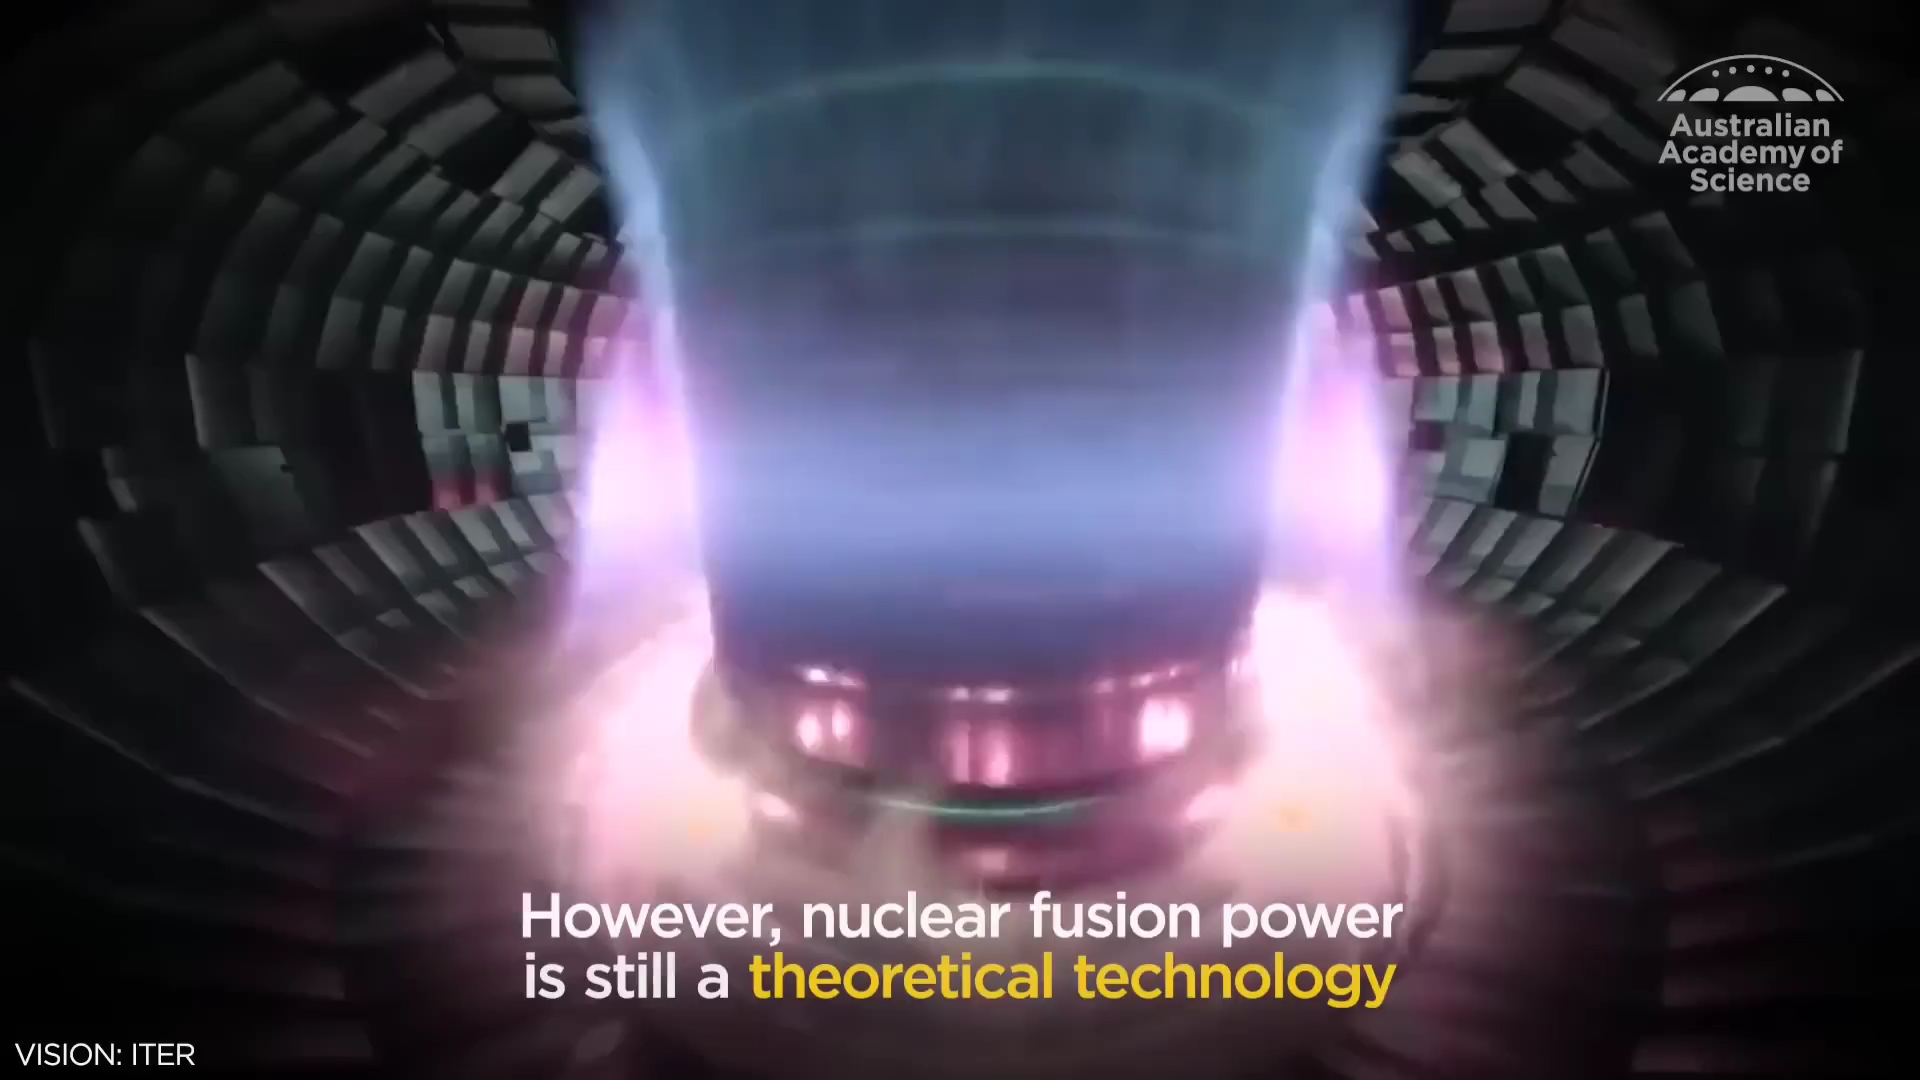 Australian
Academy of
Science
However, nuclear fusion power
is still a theoretical technology
VISION: ITER